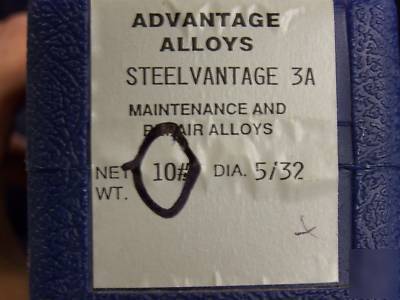 ADVANTAGE
ALLOYS
STEELVANTAGE 3A
MAINTENANCE AND
REPAIR ALLOYS
NET 10# DIA. 5/32
WT.